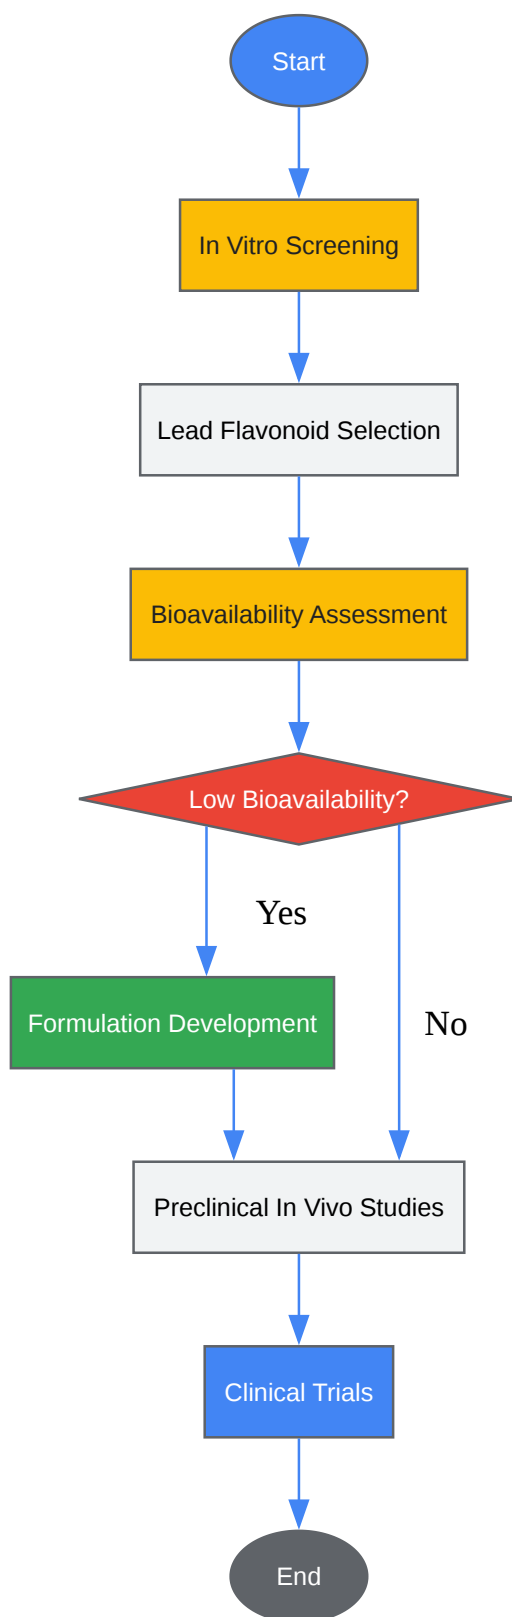 Start
In Vitro Screening
Lead Flavonoid Selection
Bioavailability Assessment
Low Bioavailability?
Yes
Formulation Development
No
Preclinical In Vivo Studies
Clinical Trials
End